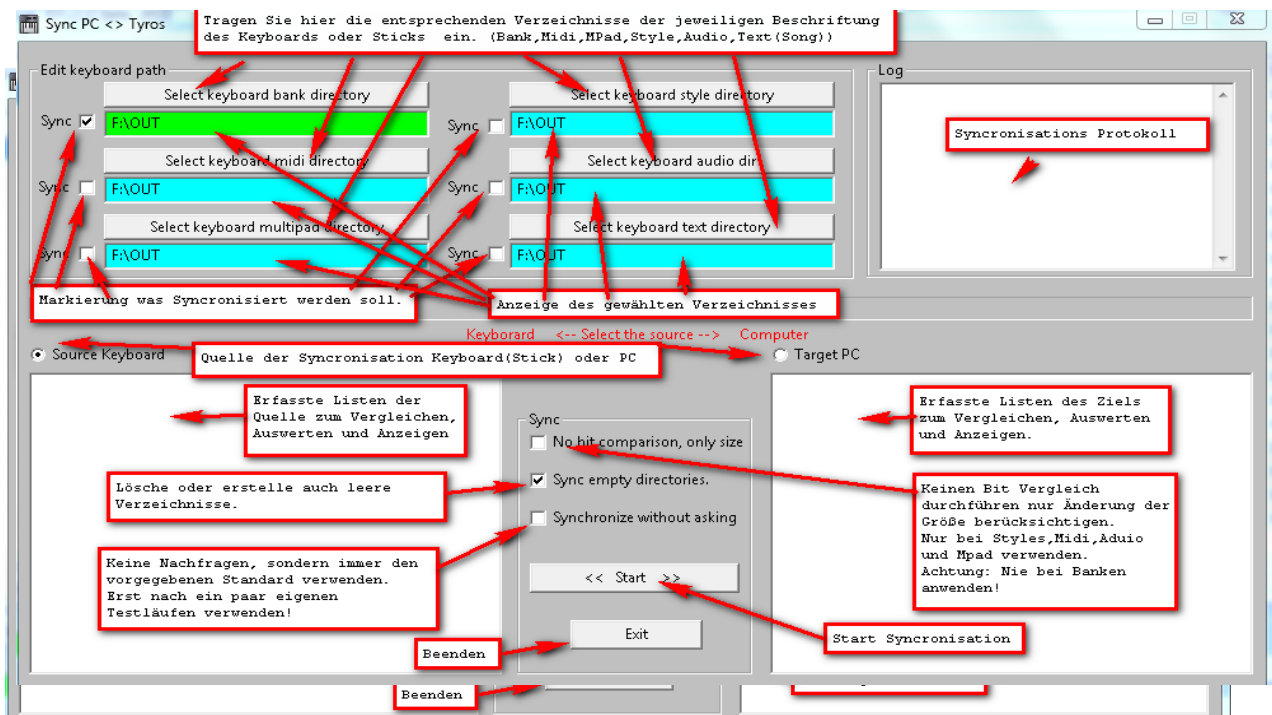 Sync PC <> Tyros
Tragen Sie hier die entsprechenden Verzeichnisse der jeweiligen Beschriftung
des Keyboards oder Sticks ein. (Bank,Midi,MPad,Style,Audio,Text(Song))
Edit keyboard path
Log
Select keyboard bank directory
Select keyboard style directory
Sync
F:\OUT
Sync
F:\OUT
Syncronisations Protokoll
Select keyboard midi directory
Select keyboard audio dir
Sync
F:\OUT
Sync
F:\OUT
Select keyboard multipad directory
Select keyboard text directory
Sync
F:\OUT
Sync
F:\OUT
Markierung was Syncronisiert werden soll.
Anzeige des gewählten Verzeichnisses
Keyborard <-- Select the source --> Computer
Source Keyboard
Quelle der Syncronisation Keyboard(Stick) oder PC
Target PC
Erfasste Listen der
Quelle zum Vergleichen,
Auswerten und Anzeigen
Erfasste Listen des Ziels
zum Vergleichen, Auswerten
und Anzeigen.
Sync
No hit comparison, only size
Sync empty directories.
Synchronize without asking
Lösche oder erstelle auch leere
Verzeichnisse.
Keinen Bit Vergleich
durchführen nur Änderung der
Größe berücksichtigen.
Nur bei Styles,Midi,Aduio
und Mpad verwenden.
Achtung: Nie bei Banken
anwenden!
Keine Nachfragen, sondern immer den
vorgegebenen Standard verwenden.
Erst nach ein paar eigenen
Testläufen verwenden!
<< Start >>
Exit
Start Syncronisation
Beenden
Beenden